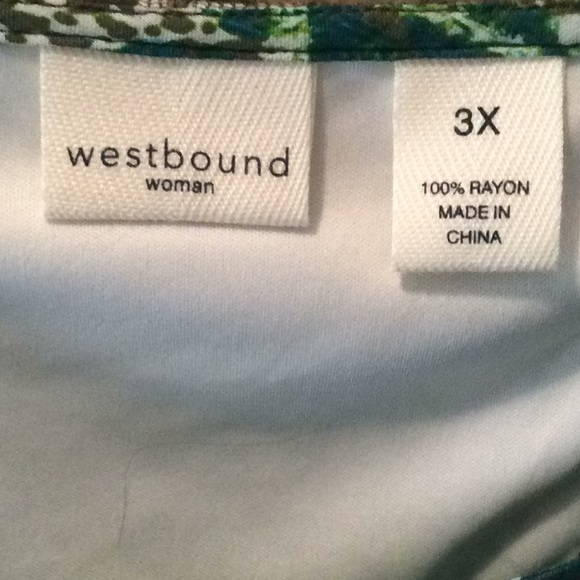 westbound
woman
3X
100% RAYON
MADE IN
CHINA